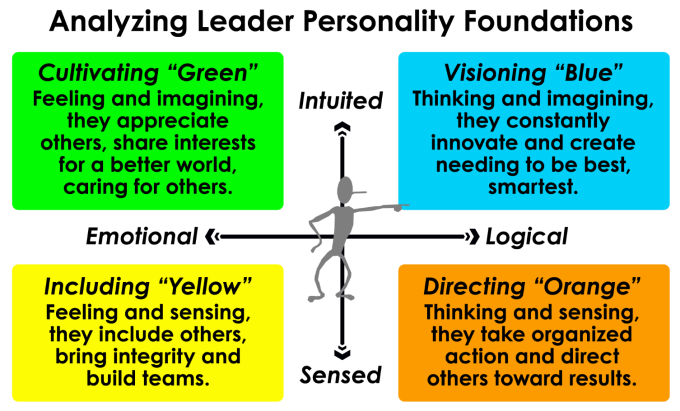 Analyzing Leader Personality Foundations
Cultivating “Green”
Feeling and imagining,
they appreciate
others, share interests
for a better world,
caring for others.
Intuited
Visioning “Blue”
Thinking and imagining,
they constantly
innovate and create
needing to be best,
smartest.
Emotional
Logical
Including “Yellow”
Feeling and sensing,
they include others,
bring integrity and
build teams.
Sensed
Directing “Orange”
Thinking and sensing,
they take organized
action and direct
others toward results.